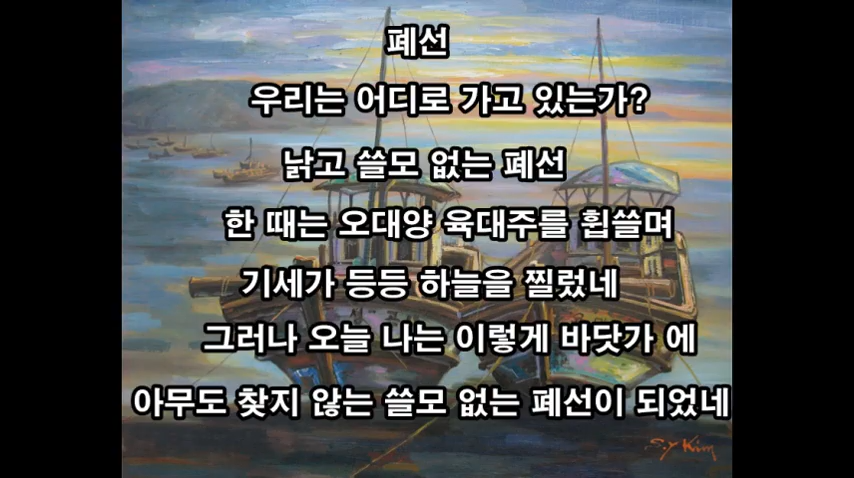 폐선
우리는 어디로 가고 있는가?
낡고 쓸모 없는 폐선
한 때는 오대양 육대주를 휩쓸며
기세가 등등 하늘을 찔렀네
그러나 오늘 나는 이렇게 바닷가 에
아무도 찾지 않는 쓸모 없는 폐선이 되었네
S.Y Kim